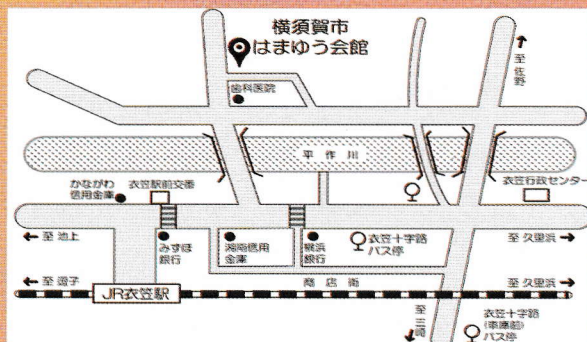 横須賀市
はまゆう会館
至 佐野
歯科医院
平作川
かながわ
信用金庫
衣笠駅前交番
衣笠行政センター
至 池上
みずほ
銀行
湘南信用
金庫
横浜
銀行
衣笠十字路
バス停
至 久里浜
至 逗子
商店街
至 久里浜
JR衣笠駅
至 三崎
衣笠十字路
(車庫前)
バス停